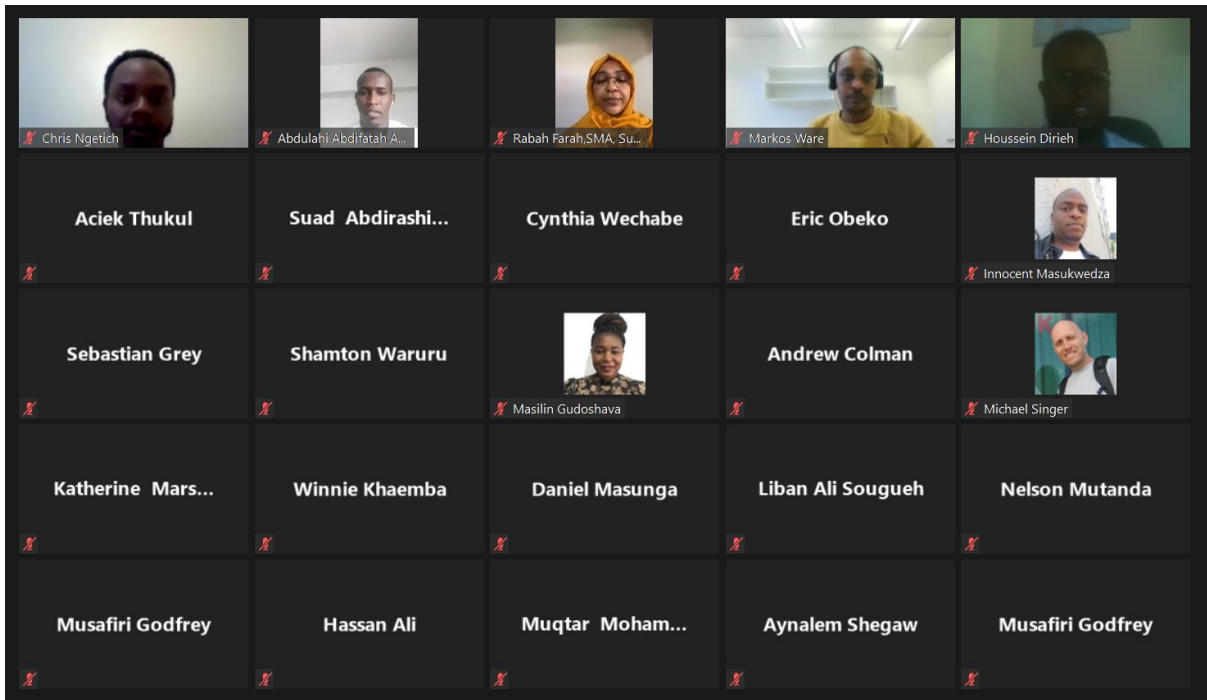 Chris Ngetich
Abdulahi Abdifatah A...
Rabah Farah,SMA, Su...
Markos Ware
Houssein Dirieh
Aciek Thukul
Suad Abdirashi...
Cynthia Wechabe
Eric Obeko
Innocent Masukwedza
Sebastian Grey
Shamton Waruru
Masilin Gudoshava
Andrew Colman
Michael Singer
K
Katherine Mars...
Winnie Khaemba
Daniel Masunga
Liban Ali Sougueh
Nelson Mutanda
Musafiri Godfrey
Hassan Ali
Muqtar Moham...
Aynalem Shegaw
Musafiri Godfrey